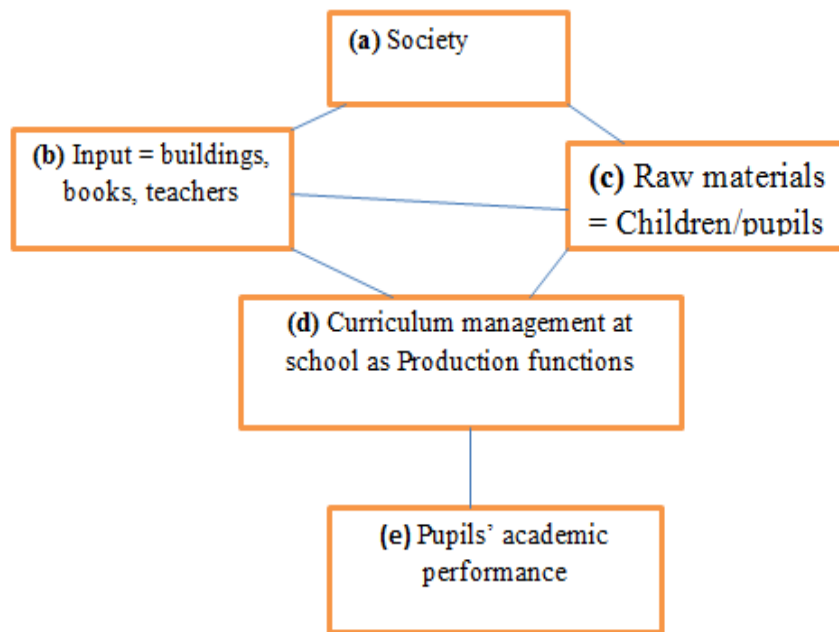 (a) Society
(b) Input = buildings,
books, teachers
(c) Raw materials
= Children/pupils
(d) Curriculum management at
school as Production functions
(e) Pupils’ academic
performance